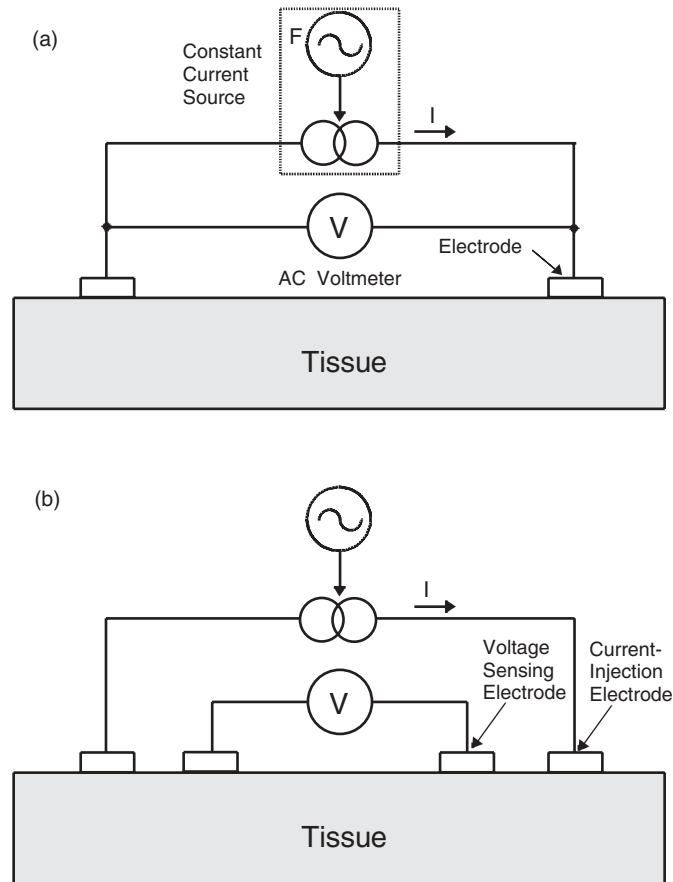 (a)
F
Constant
Current
Source
I
V
Electrode
AC Voltmeter
Tissue
(b)
I
Voltage
Sensing
Electrode
Current-
Injection
Electrode
V
Tissue